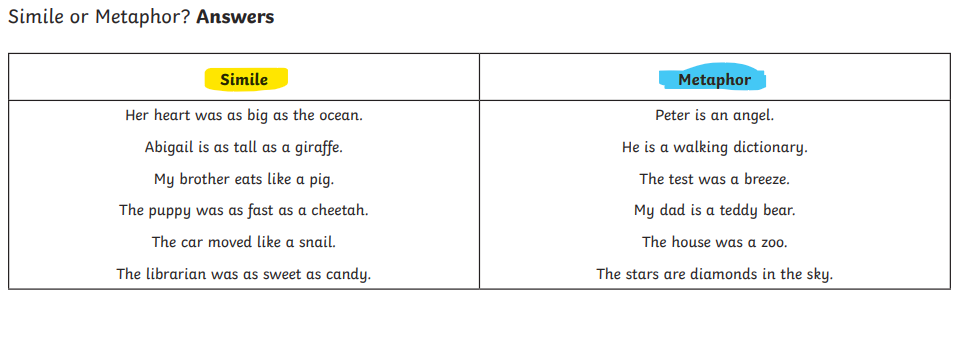 Simile or Metaphor? Answers
Simile Metaphor
Her heart was as big as the ocean. Peter is an angel.
Abigail is as tall as a giraffe. He is a walking dictionary.
My brother eats like a pig. The test was a breeze.
The puppy was as fast as a cheetah. My dad is a teddy bear.
The car moved like a snail. The house was a zoo.
The librarian was as sweet as candy. The stars are diamonds in the sky.